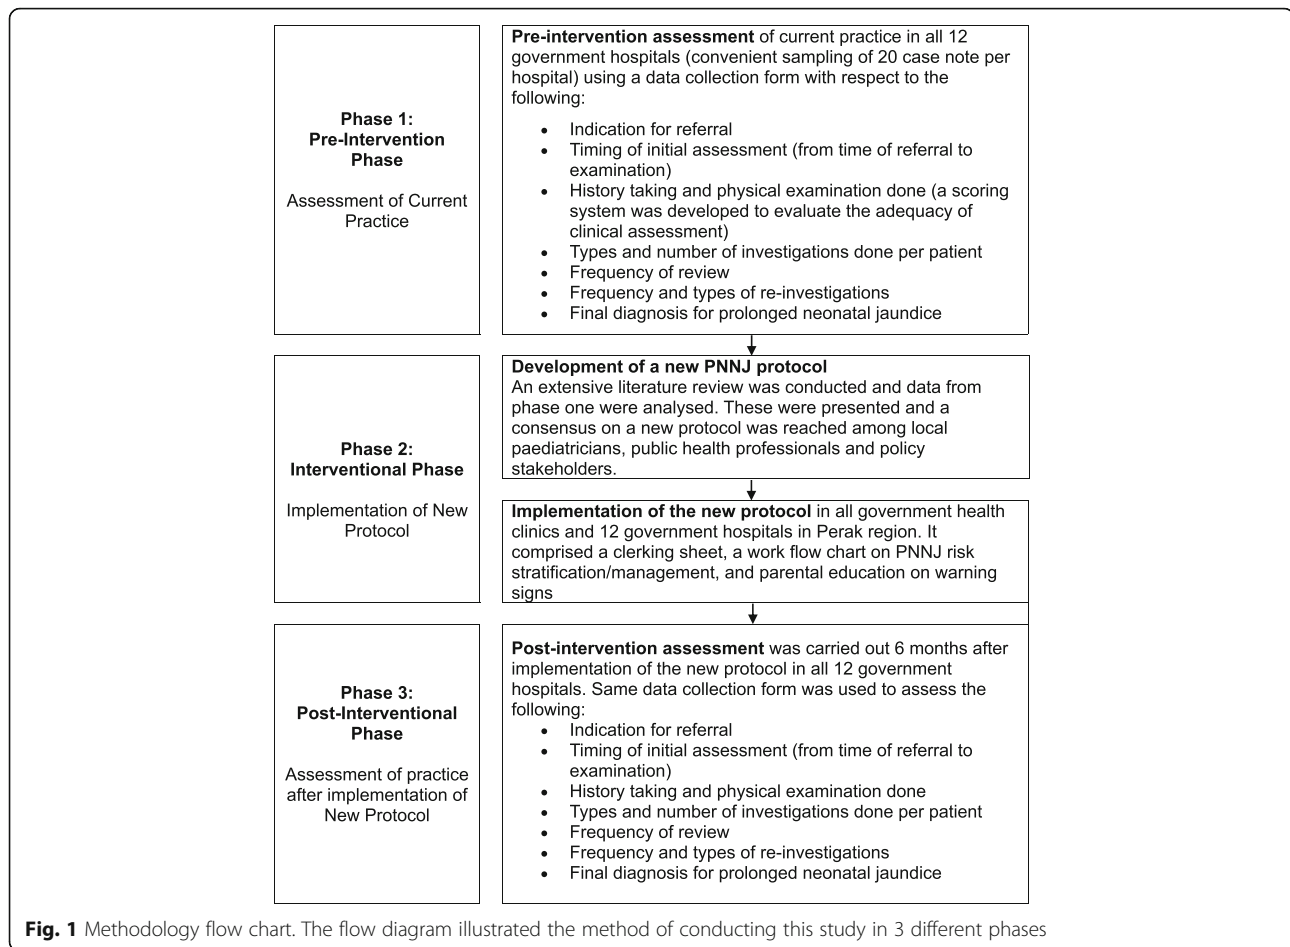 Phase 1:
Pre-Intervention
Phase
Assessment of Current
Practice
Pre-intervention assessment of current practice in all 12
government hospitals (convenient sampling of 20 case note per
hospital) using a data collection form with respect to the
following:
• Indication for referral
• Timing of initial assessment (from time of referral to
examination)
• History taking and physical examination done (a scoring
system was developed to evaluate the adequacy of
clinical assessment)
• Types and number of investigations done per patient
• Frequency of review
• Frequency and types of re-investigations
• Final diagnosis for prolonged neonatal jaundice
Phase 2:
Interventional Phase
Implementation of New
Protocol
Development of a new PNNJ protocol
An extensive literature review was conducted and data from
phase one were analysed. These were presented and a
consensus on a new protocol was reached among local
paediatricians, public health professionals and policy
stakeholders.
Implementation of the new protocol in all government health
clinics and 12 government hospitals in Perak region. It
comprised a clerking sheet, a work flow chart on PNNJ risk
stratification/management, and parental education on warning
signs
Phase 3:
Post-Interventional
Phase
Assessment of practice
after implementation of
New Protocol
Post-intervention assessment was carried out 6 months after
implementation of the new protocol in all 12 government
hospitals. Same data collection form was used to assess the
following:
• Indication for referral
• Timing of initial assessment (from time of referral to
examination)
• History taking and physical examination done
• Types and number of investigations done per patient
• Frequency of review
• Frequency and types of re-investigations
• Final diagnosis for prolonged neonatal jaundice
Fig. 1 Methodology flow chart. The flow diagram illustrated the method of conducting this study in 3 different phases